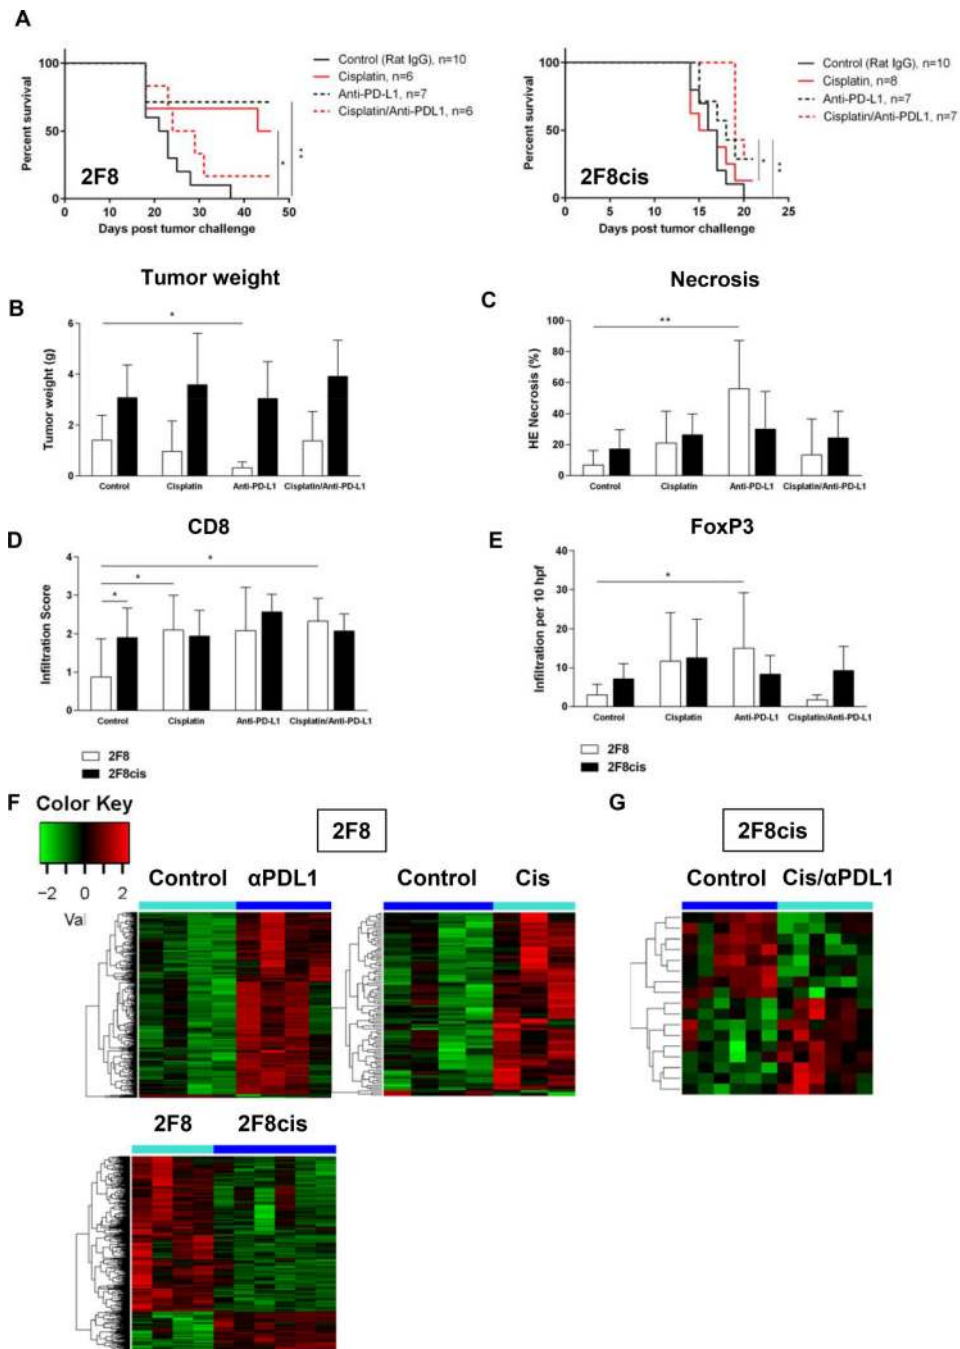 A
Percent survival
100
50
0
0 10 20 30 40 50
Days post tumor challenge
2F8
Control (Rat IgG), n=10
Cisplatin, n=6
Anti-PD-L1, n=7
Cisplatin/Anti-PDL1, n=6
*
**
Percent survival
100
50
0
0 5 10 15 20 25
Days post tumor challenge
2F8cis
Control (Rat IgG), n=10
Cisplatin, n=8
Anti-PD-L1, n=7
Cisplatin/Anti-PDL1, n=7
*
**
Tumor weight
B
Tumor weight (g)
6
4
2
0
*
Control Cisplatin Anti-PD-L1 Cisplatin/Anti-PD-L1
Necrosis
C
HE Necrosis (%)
100
80
60
40
20
0
**
Control Cisplatin Anti-PD-L1 Cisplatin/Anti-PD-L1
CD8
D
Infiltration Score
4
3
2
1
0
*
*
*
Control Cisplatin Anti-PD-L1 Cisplatin/Anti-PD-L1
2F8
2F8cis
FoxP3
E
Infiltration per 10 hpf
40
30
20
10
0
*
Control Cisplatin Anti-PD-L1 Cisplatin/Anti-PD-L1
2F8
2F8cis
F
Color Key
−2 0 2
Val
2F8
Control αPDL1
Control Cis
G
2F8cis
Control Cis/αPDL1
2F8 2F8cis